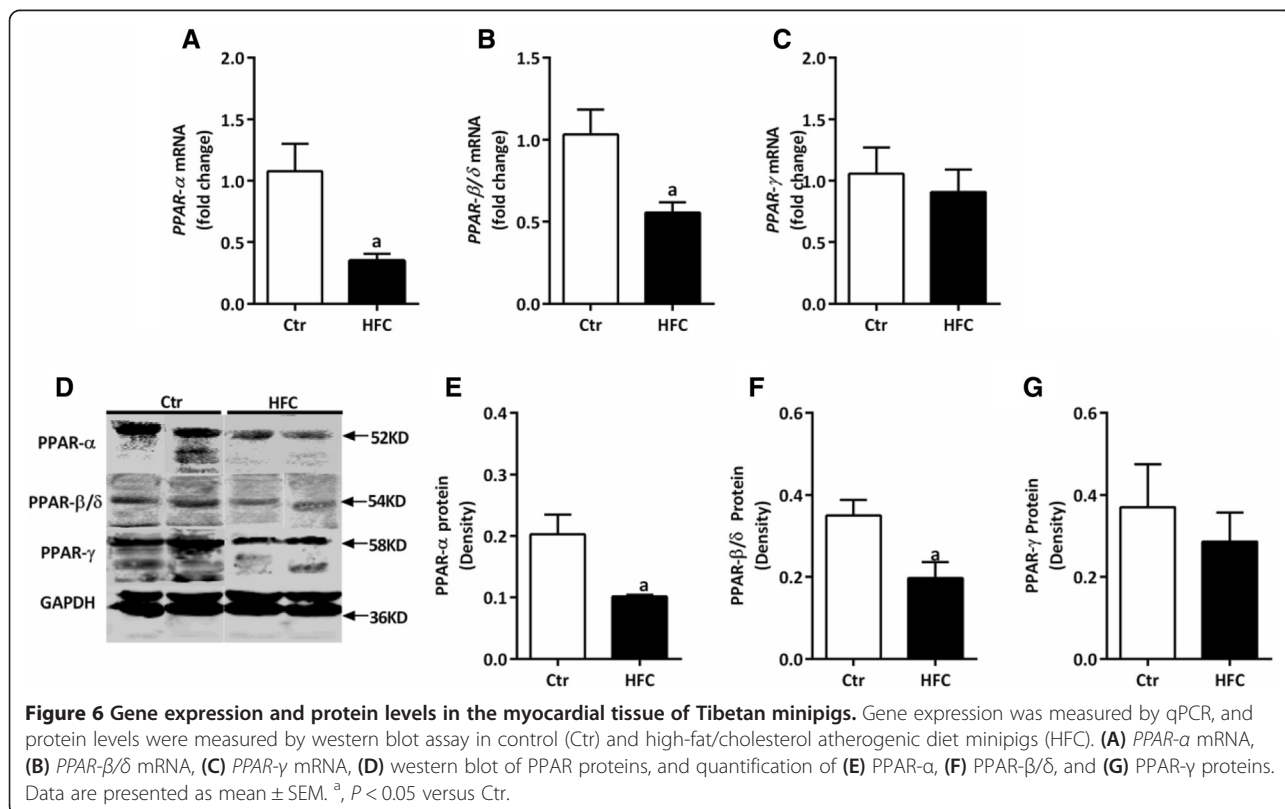 A
PPAR-α mRNA
(fold change)
2.0
1.5
1.0
0.5
0.0
a
Ctr
HFC
B
PPAR-β/δ mRNA
(fold change)
1.5
1.0
0.5
0.0
a
Ctr
HFC
C
PPAR-γ mRNA
(fold change)
2.0
1.5
1.0
0.5
0.0
Ctr
HFC
D
Ctr
HFC
PPAR-α
52KD
PPAR-β/δ
54KD
PPAR-γ
58KD
GAPDH
36KD
E
PPAR-α protein
(Density)
0.4
0.3
0.2
0.1
0.0
a
Ctr
HFC
F
PPAR-β/δ Protein
(Density)
0.6
0.4
0.2
0.0
a
Ctr
HFC
G
PPAR-γ Protein
(Density)
0.6
0.4
0.2
0.0
Ctr
HFC
Figure 6 Gene expression and protein levels in the myocardial tissue of Tibetan minipigs. Gene expression was measured by qPCR, and
protein levels were measured by western blot assay in control (Ctr) and high-fat/cholesterol atherogenic diet minipigs (HFC). (A) PPAR-α mRNA,
(B) PPAR-β/δ mRNA, (C) PPAR-γ mRNA, (D) western blot of PPAR proteins, and quantification of (E) PPAR-α, (F) PPAR-β/δ, and (G) PPAR-γ proteins.
Data are presented as mean ± SEM. ᵃ, P < 0.05 versus Ctr.